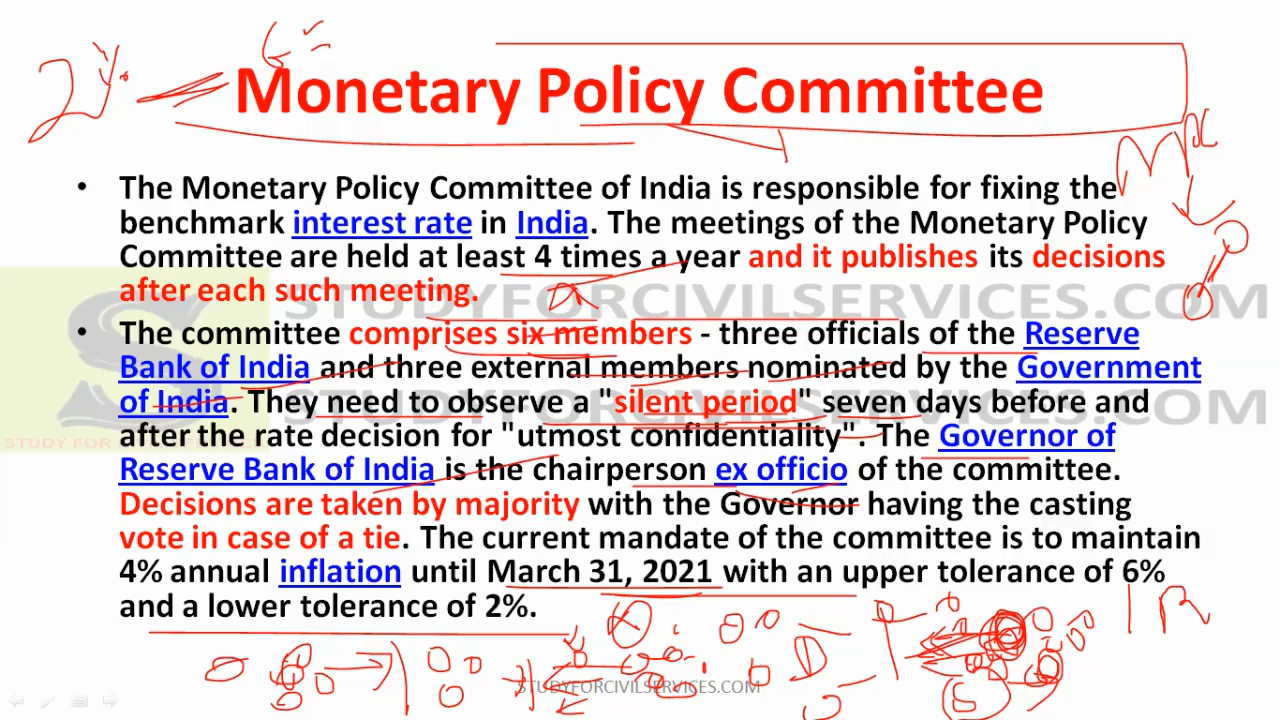 Monetary Policy Committee
MPC
• The Monetary Policy Committee of India is responsible for fixing the
benchmark interest rate in India. The meetings of the Monetary Policy
Committee are held at least 4 times a year and it publishes its decisions
after each such meeting.
STUDYFORCIVILSERVICES.COM
• The committee comprises six members - three officials of the Reserve
Bank of India and three external members nominated by the Government
of India. They need to observe a "silent period" seven days before and
STUDYFORCIVILSERVICES.COM
after the rate decision for "utmost confidentiality". The Governor of
Reserve Bank of India is the chairperson ex officio of the committee.
Decisions are taken by majority with the Governor having the casting
vote in case of a tie. The current mandate of the committee is to maintain
4% annual inflation until March 31, 2021 with an upper tolerance of 6%
and a lower tolerance of 2%.
STUDYFORCIVILSERVICES.COM